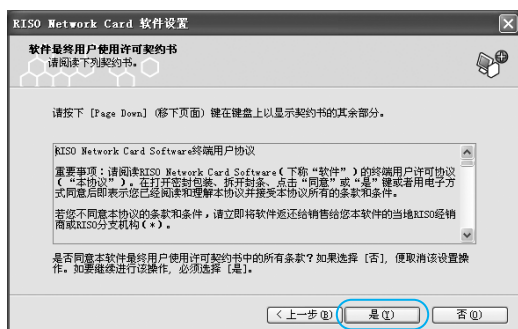 RISO Network Card 软件设置
软件最终用户使用许可契约书
请阅读下列契约书。
请按下 [Page Down] (移下页面) 键在键盘上以显示契约书的其余部分。
RISO Network Card Software终端用户协议
重要事项：请阅读RISO Network Card Software(下称“软件”)的终端用户许可协议
(“本协议”)。在打开密封包装、拆开封条、点击“同意”或“是”键或者用电子方
式同意后即表示您已经阅读和理解本协议并接受本协议所有的条款和条件。
若您不同意本协议的条款和条件，请立即将软件返还给销售给您本软件的当地RISO经销
商或RISO分支机构(*)。
是否同意本软件最终用户使用许可契约书中的所有条款？如果选择 [否]，便取消该设置操
作。如要继续进行该操作，必须选择 [是]。
< 上一步(B)
是(Y)
否(N)